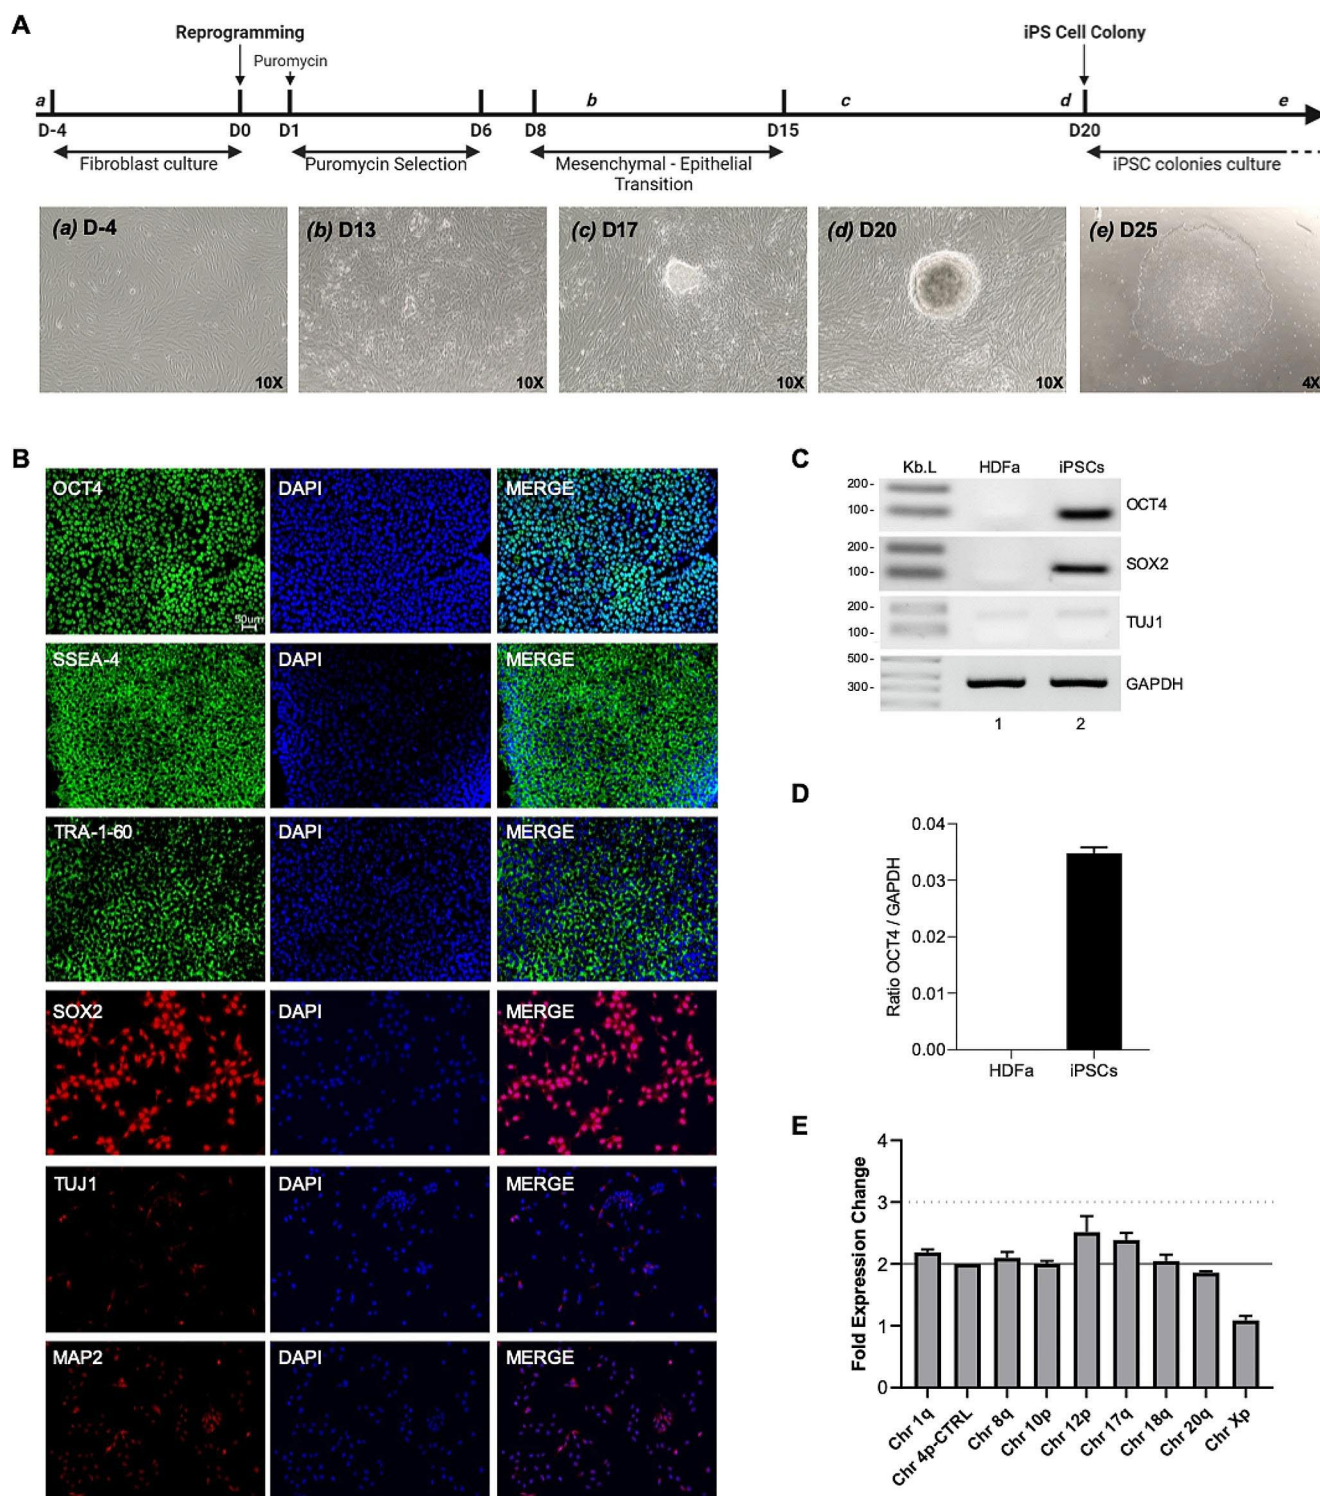 A
Reprogramming
iPS Cell Colony
Puromycin
a
b
c
d
e
D-4
D0
D1
D6
D8
D15
D20
Fibroblast culture
Puromycin Selection
Mesenchymal - Epithelial
Transition
iPSC colonies culture
(a) D-4
10X
(b) D13
10X
(c) D17
10X
(d) D20
10X
(e) D25
4X
B
OCT4
50um
DAPI
MERGE
SSEA-4
DAPI
MERGE
TRA-1-60
DAPI
MERGE
SOX2
DAPI
MERGE
TUJ1
DAPI
MERGE
MAP2
DAPI
MERGE
C
Kb.L HDFa iPSCs
200-
100-
OCT4
200-
100-
SOX2
200-
100-
TUJ1
500-
300-
GAPDH
1 2
D
Ratio OCT4 / GAPDH
0.04
0.03
0.02
0.01
0.00
HDFa iPSCs
E
Fold Expression Change
4
3
2
1
0
Chr 1q
Chr 4p-CTRL
Chr 8q
Chr 10p
Chr 12p
Chr 17q
Chr 18q
Chr 20q
Chr Xp